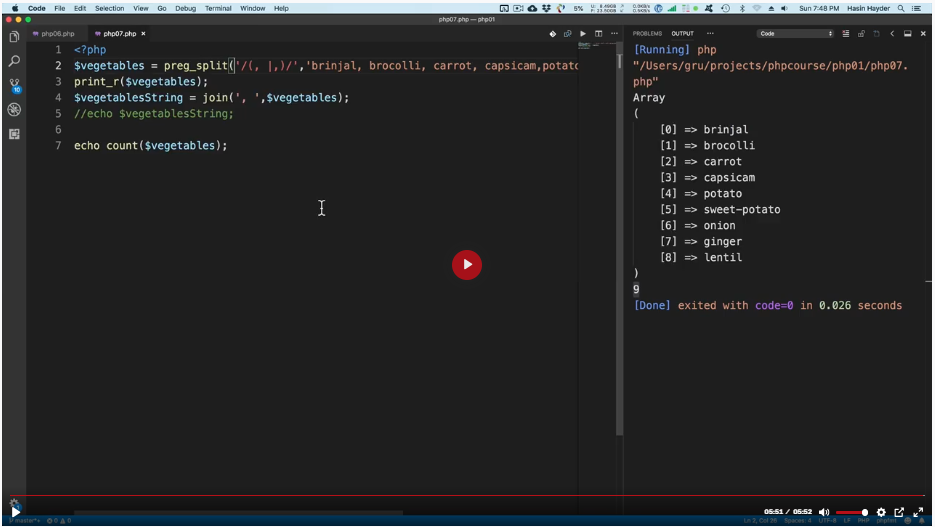 Code File Edit Selection View Go Debug Terminal Window Help 5% Sun 7:48 PM Hasin Hayder
php07.php — php01
php06.php php07.php
PROBLEMS OUTPUT ··· Code
1 <?php
2 $vegetables = preg_split('/(, |,)/','brinjal, brocolli, carrot, capsicam,potato
3 print_r($vegetables);
4 $vegetablesString = join(', ',$vegetables);
5 //echo $vegetablesString;
6
7 echo count($vegetables);
10
[Running] php
"/Users/gru/projects/phpcourse/php01/php07.
php"
Array
(
[0] => brinjal
[1] => brocolli
[2] => carrot
[3] => capsicam
[4] => potato
[5] => sweet-potato
[6] => onion
[7] => ginger
[8] => lentil
)
9
[Done] exited with code=0 in 0.026 seconds
05:51 / 05:52
master*+ 0 0 Ln 2, Col 26 Spaces: 4 UTF-8 LF PHP